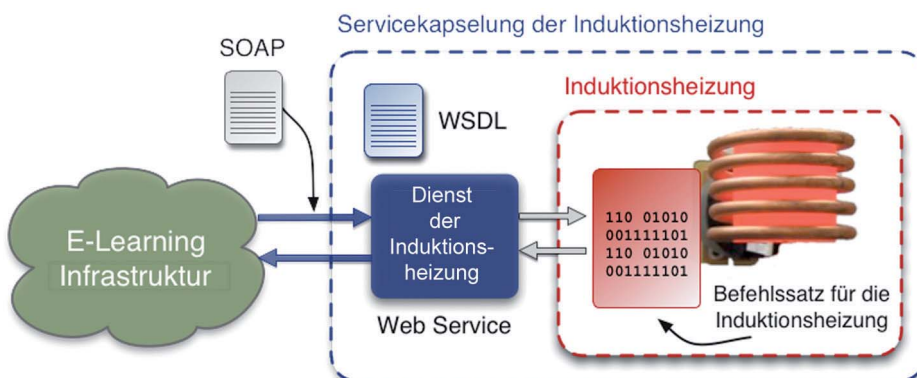 Servicekapselung der Induktionsheizung
SOAP
Induktionsheizung
WSDL
Dienst
der
Induktions-
heizung
E-Learning
Infrastruktur
110 01010
001111101
110 01010
001111101
Web Service
Befehlssatz für die
Induktionsheizung